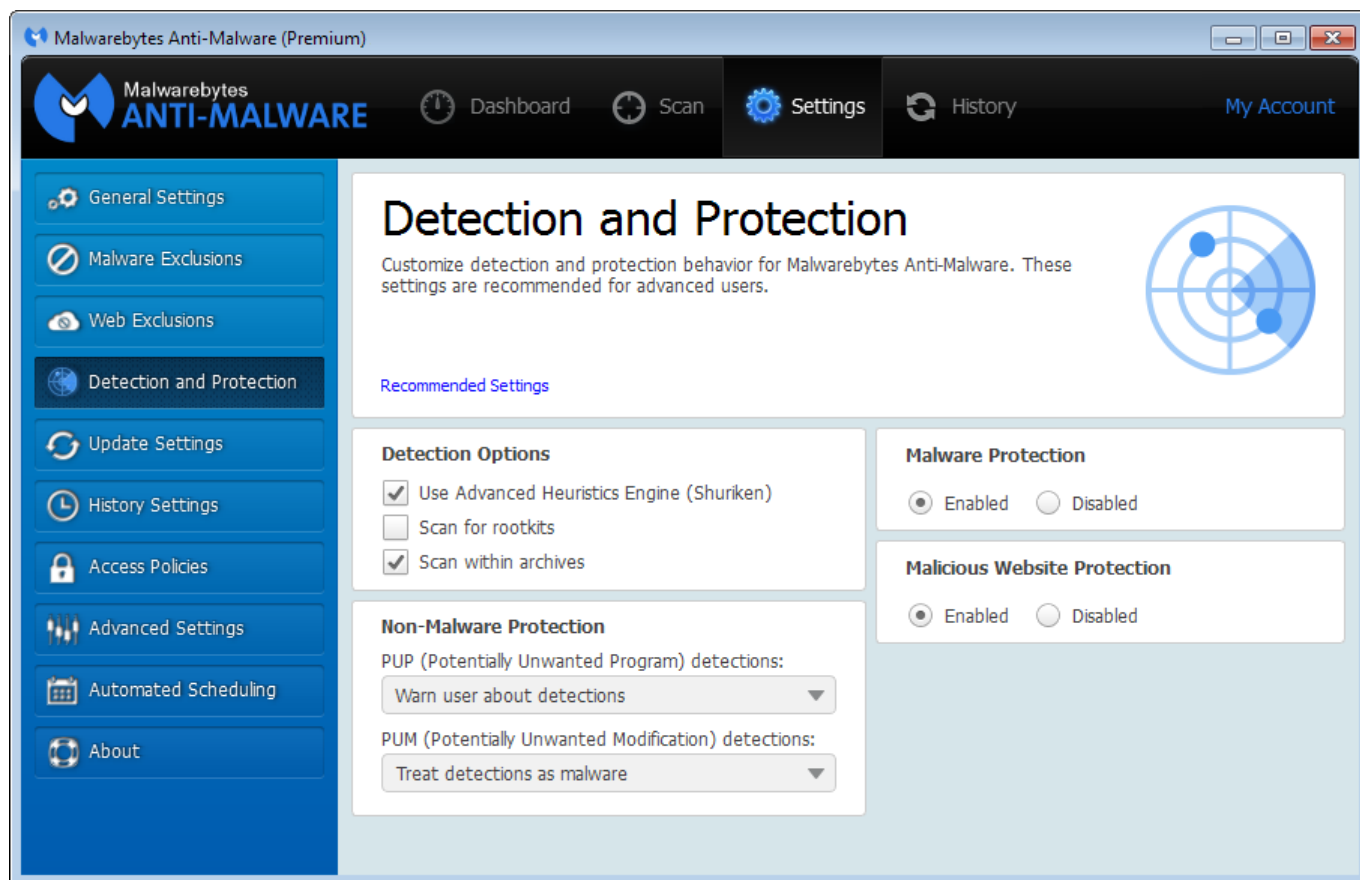 Malwarebytes Anti-Malware (Premium)
Malwarebytes
ANTI-MALWARE
Dashboard
Scan
Settings
History
My Account
General Settings
Malware Exclusions
Web Exclusions
Detection and Protection
Update Settings
History Settings
Access Policies
Advanced Settings
Automated Scheduling
About
Detection and Protection
Customize detection and protection behavior for Malwarebytes Anti-Malware. These
settings are recommended for advanced users.
Recommended Settings
Detection Options
Use Advanced Heuristics Engine (Shuriken)
Scan for rootkits
Scan within archives
Non-Malware Protection
PUP (Potentially Unwanted Program) detections:
Warn user about detections
PUM (Potentially Unwanted Modification) detections:
Treat detections as malware
Malware Protection
Enabled Disabled
Malicious Website Protection
Enabled Disabled